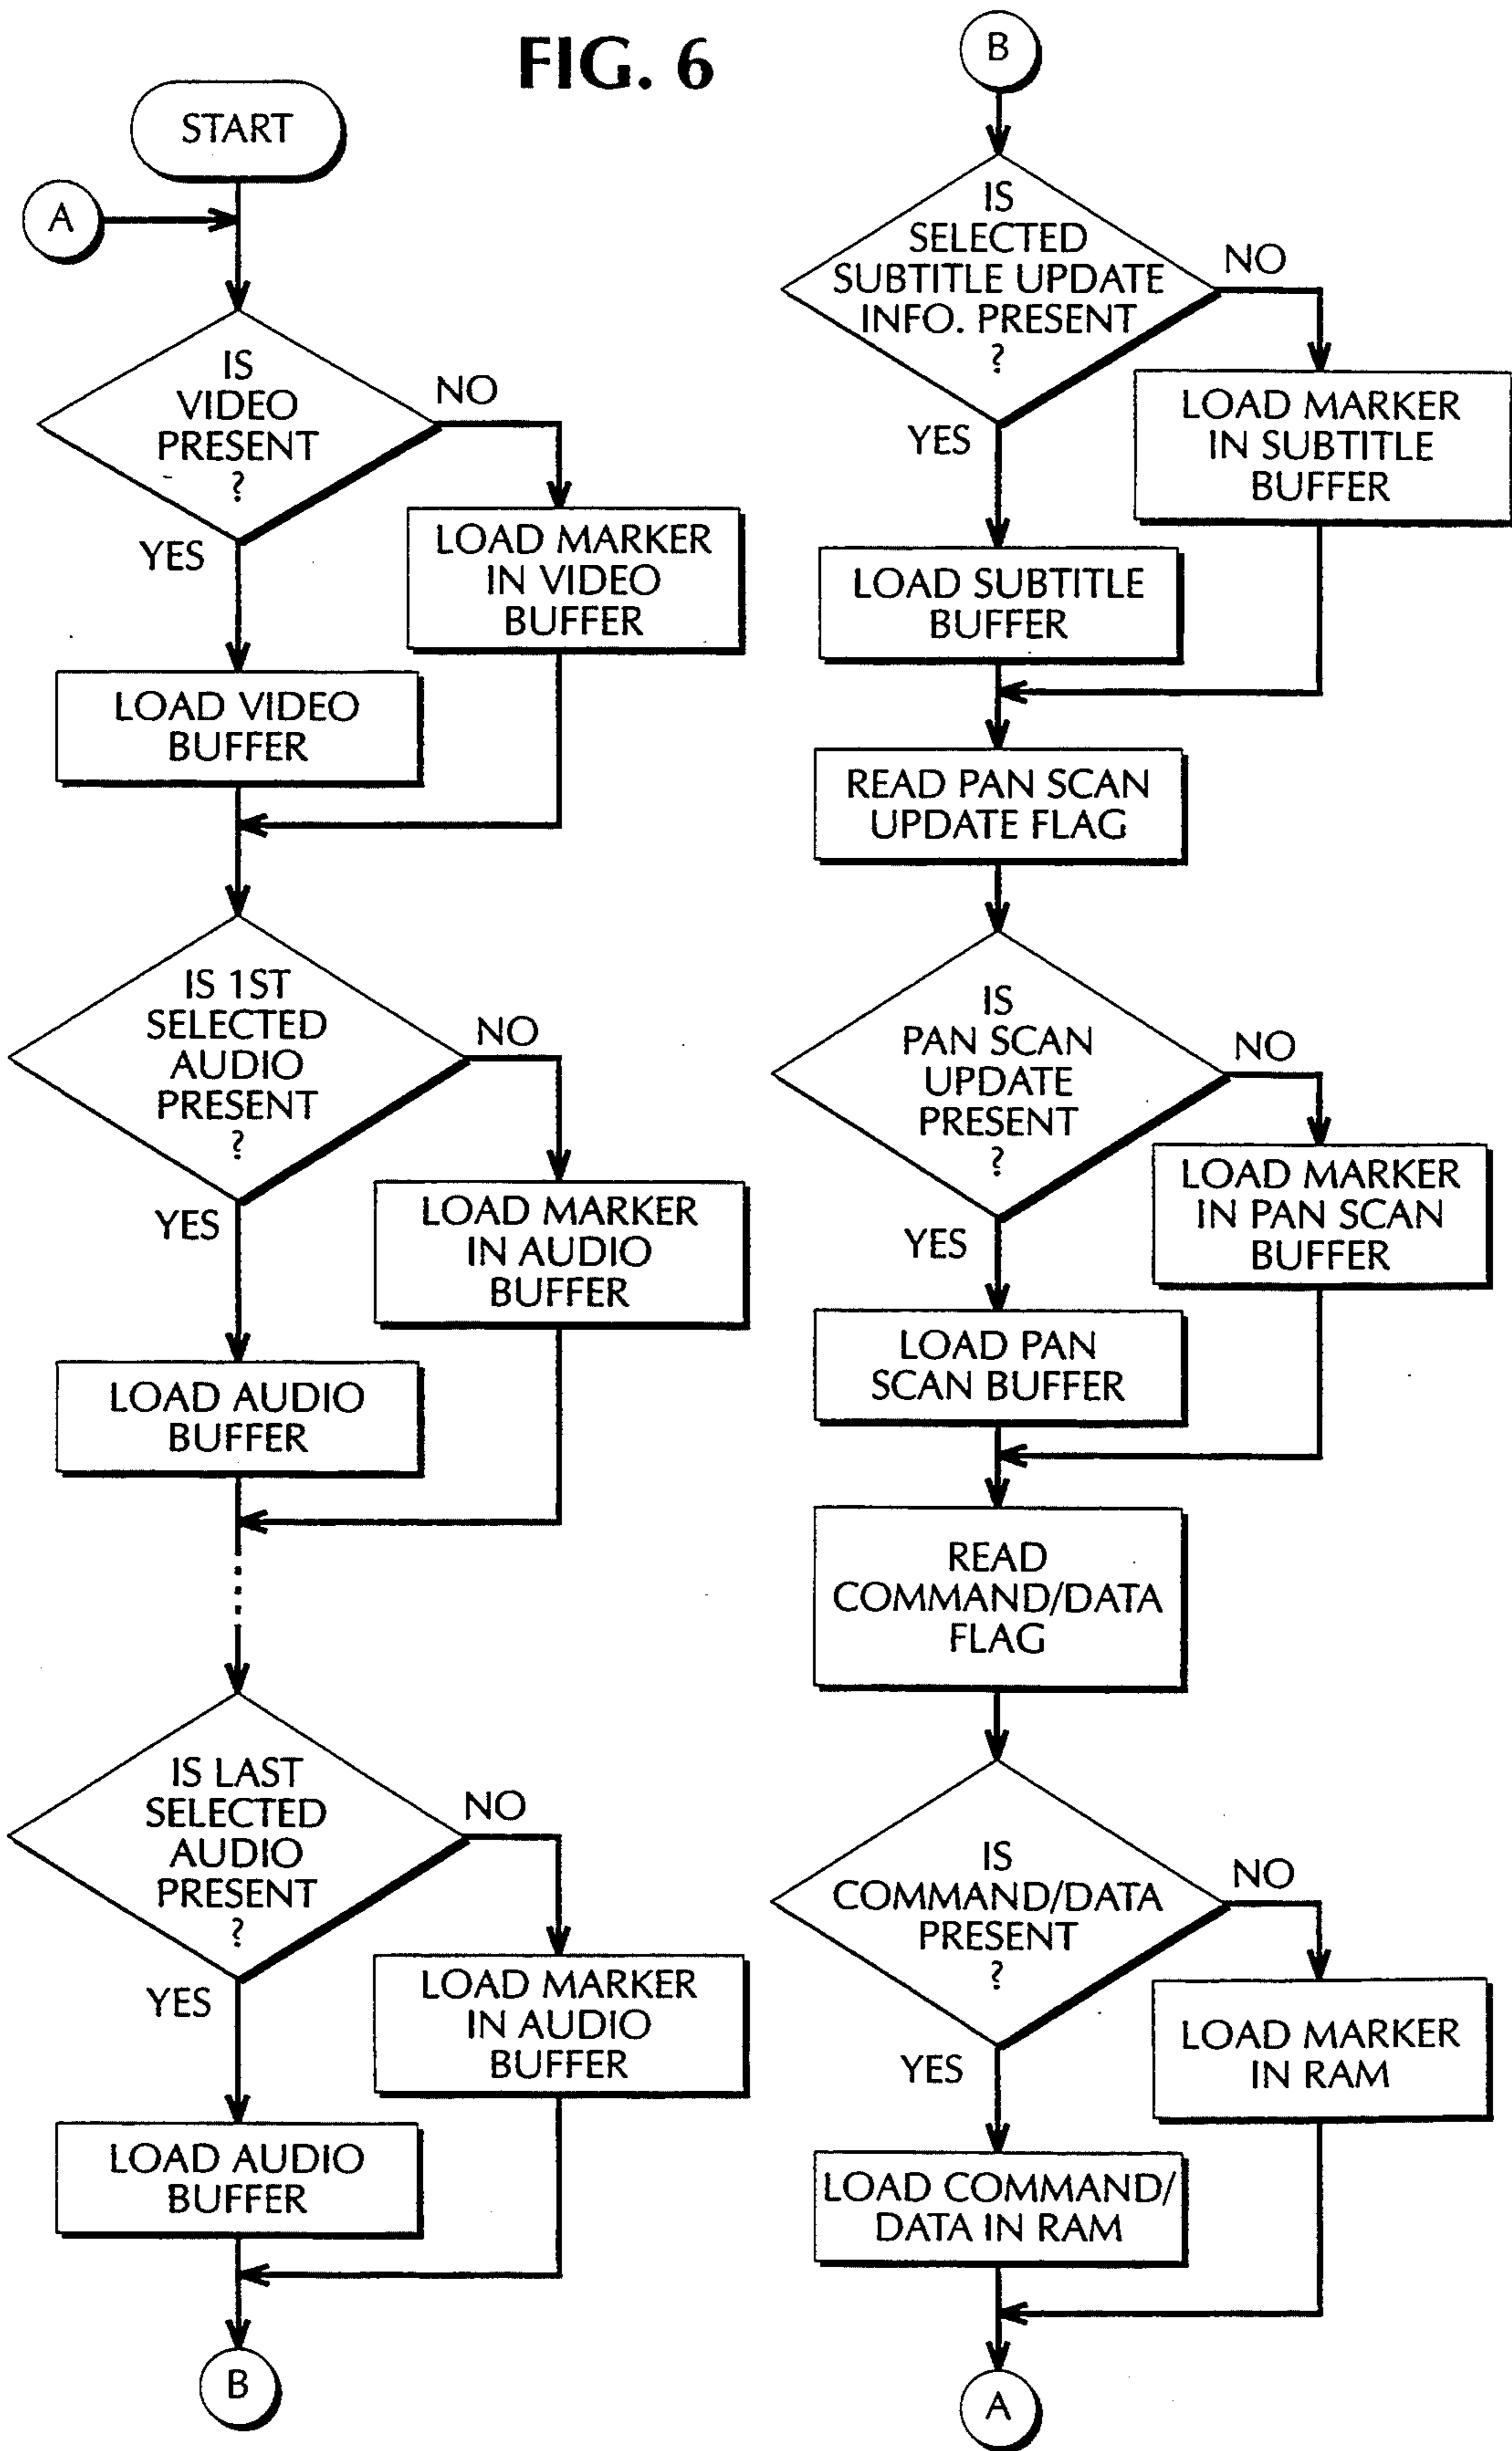 FIG. 6
START
A
IS
VIDEO
PRESENT
?
NO
YES
LOAD MARKER
IN VIDEO
BUFFER
LOAD VIDEO
BUFFER
IS 1ST
SELECTED
AUDIO
PRESENT
?
NO
YES
LOAD MARKER
IN AUDIO
BUFFER
LOAD AUDIO
BUFFER
IS LAST
SELECTED
AUDIO
PRESENT
?
NO
YES
LOAD MARKER
IN AUDIO
BUFFER
LOAD AUDIO
BUFFER
B
B
IS
SELECTED
SUBTITLE UPDATE
INFO. PRESENT
?
NO
YES
LOAD MARKER
IN SUBTITLE
BUFFER
LOAD SUBTITLE
BUFFER
READ PAN SCAN
UPDATE FLAG
IS
PAN SCAN
UPDATE
PRESENT
?
NO
YES
LOAD MARKER
IN PAN SCAN
BUFFER
LOAD PAN
SCAN BUFFER
READ
COMMAND/DATA
FLAG
IS
COMMAND/DATA
PRESENT
?
NO
YES
LOAD MARKER
IN RAM
LOAD COMMAND/
DATA IN RAM
A